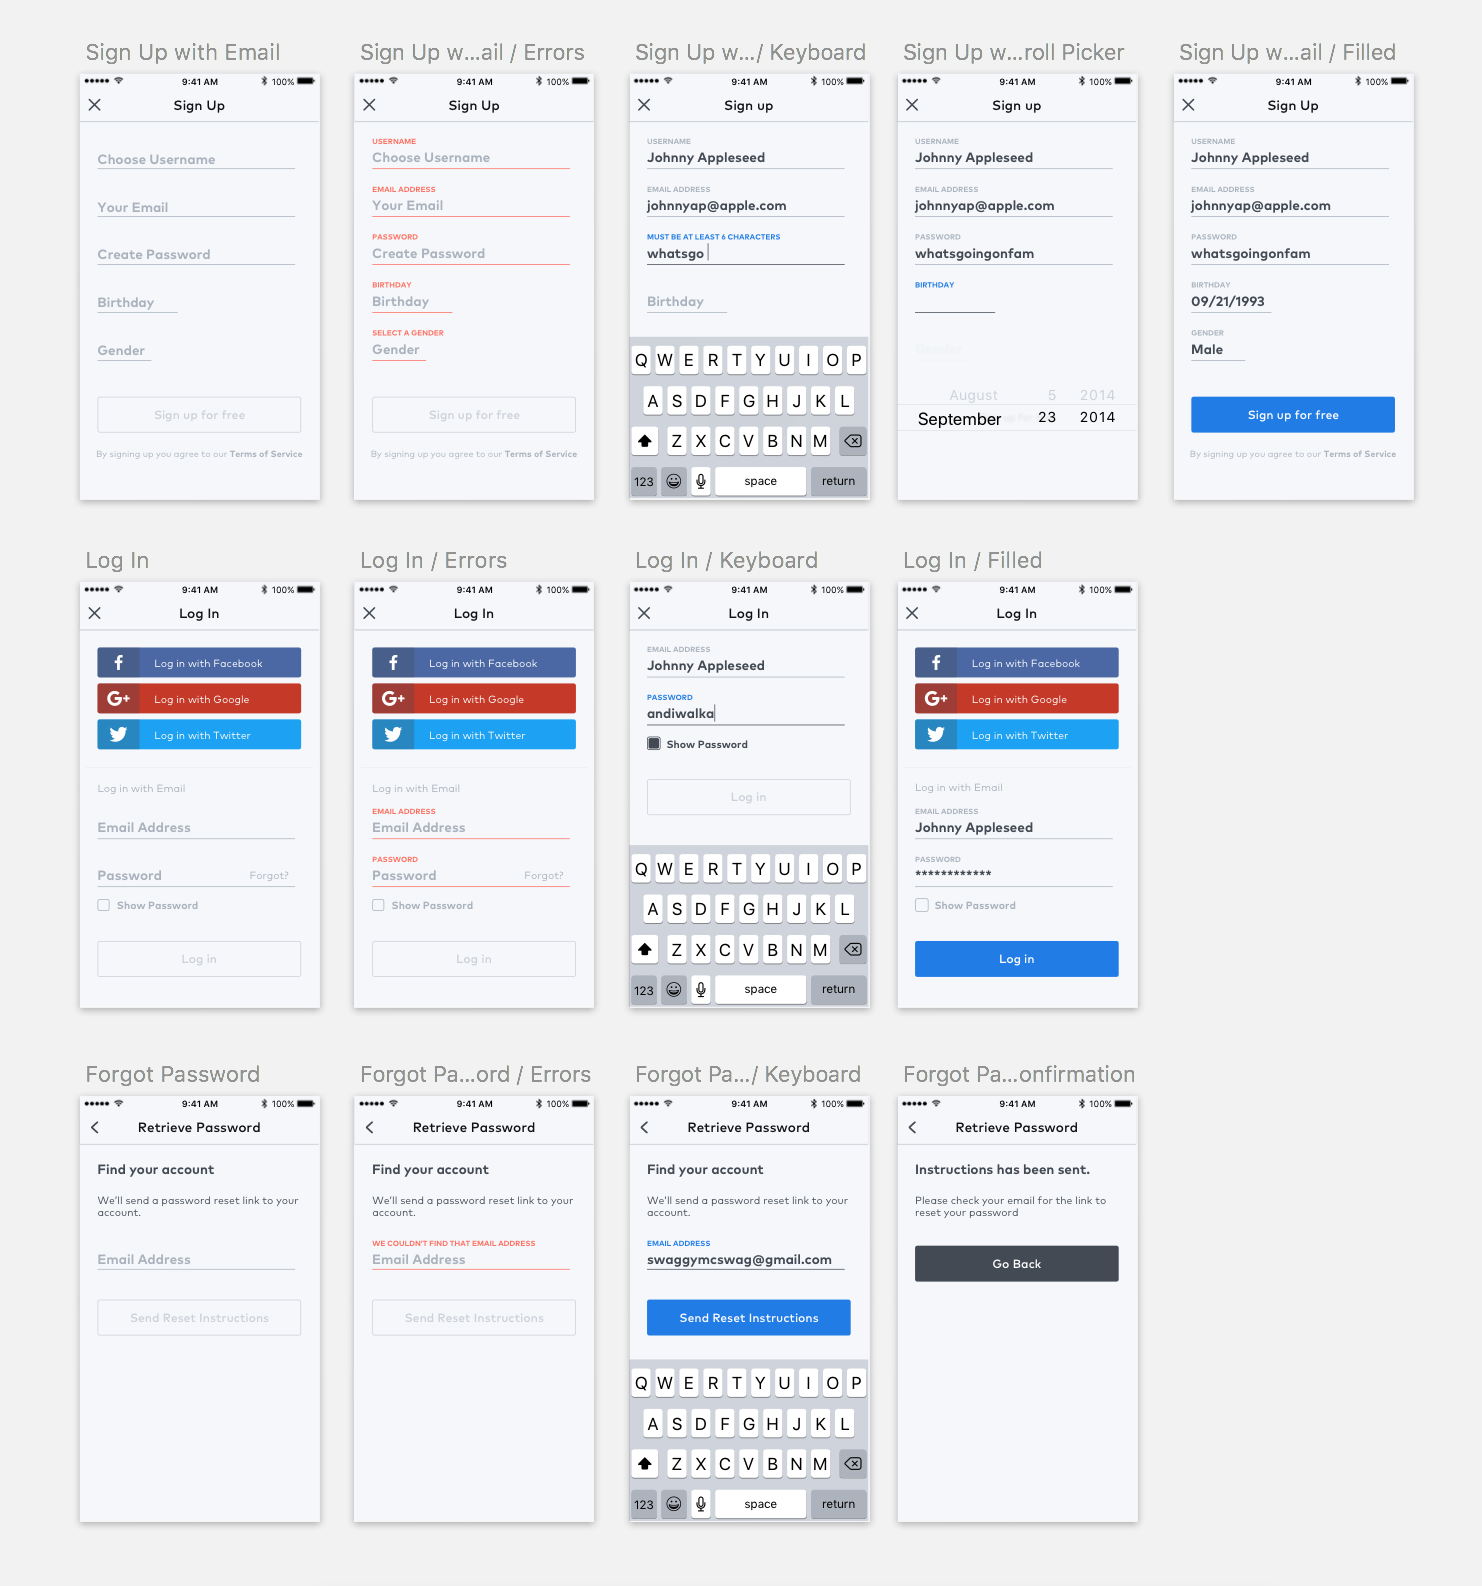 Sign Up with Email
9:41 AM
100%
Sign Up
Choose Username
Your Email
Create Password
Birthday
Gender
Sign up for free
By signing up you agree to our Terms of Service
Sign Up w...ail / Errors
9:41 AM
100%
Sign Up
USERNAME
Choose Username
EMAIL ADDRESS
Your Email
PASSWORD
Create Password
BIRTHDAY
Birthday
SELECT A GENDER
Gender
Sign up for free
By signing up you agree to our Terms of Service
Sign Up w.../ Keyboard
9:41 AM
100%
Sign up
USERNAME
Johnny Appleseed
EMAIL ADDRESS
johnnyap@apple.com
MUST BE AT LEAST 6 CHARACTERS
whatsgo
Birthday
Q W E R T Y U I O P
A S D F G H J K L
Z X C V B N M
123 space return
Sign Up w...roll Picker
9:41 AM
100%
Sign up
USERNAME
Johnny Appleseed
EMAIL ADDRESS
johnnyap@apple.com
PASSWORD
whatsgoingonfam
BIRTHDAY
August 5 2014
September 23 2014
Sign Up w...ail / Filled
9:41 AM
100%
Sign Up
USERNAME
Johnny Appleseed
EMAIL ADDRESS
johnnyap@apple.com
PASSWORD
whatsgoingonfam
BIRTHDAY
09/21/1993
GENDER
Male
Sign up for free
By signing up you agree to our Terms of Service
Log In
9:41 AM
100%
Log In
f Log in with Facebook
G+ Log in with Google
Log in with Twitter
Log in with Email
Email Address
Password Forgot?
Show Password
Log in
Log In / Errors
9:41 AM
100%
Log In
f Log in with Facebook
G+ Log in with Google
Log in with Twitter
Log in with Email
EMAIL ADDRESS
Email Address
PASSWORD
Password Forgot?
Show Password
Log in
Log In / Keyboard
9:41 AM
100%
Log In
EMAIL ADDRESS
Johnny Appleseed
PASSWORD
andiwalka
Show Password
Log in
Q W E R T Y U I O P
A S D F G H J K L
Z X C V B N M
123 space return
Log In / Filled
9:41 AM
100%
Log In
f Log in with Facebook
G+ Log in with Google
Log in with Twitter
Log in with Email
EMAIL ADDRESS
Johnny Appleseed
PASSWORD
************
Show Password
Log in
Forgot Password
9:41 AM
100%
Retrieve Password
Find your account
We'll send a password reset link to your
account.
Email Address
Send Reset Instructions
Forgot Pa...ord / Errors
9:41 AM
100%
Retrieve Password
Find your account
We'll send a password reset link to your
account.
WE COULDN'T FIND THAT EMAIL ADDRESS
Email Address
Send Reset Instructions
Forgot Pa.../ Keyboard
9:41 AM
100%
Retrieve Password
Find your account
We'll send a password reset link to your
account.
EMAIL ADDRESS
swaggymcswag@gmail.com
Send Reset Instructions
Q W E R T Y U I O P
A S D F G H J K L
Z X C V B N M
123 space return
Forgot Pa...onfirmation
9:41 AM
100%
Retrieve Password
Instructions has been sent.
Please check your email for the link to
reset your password
Go Back